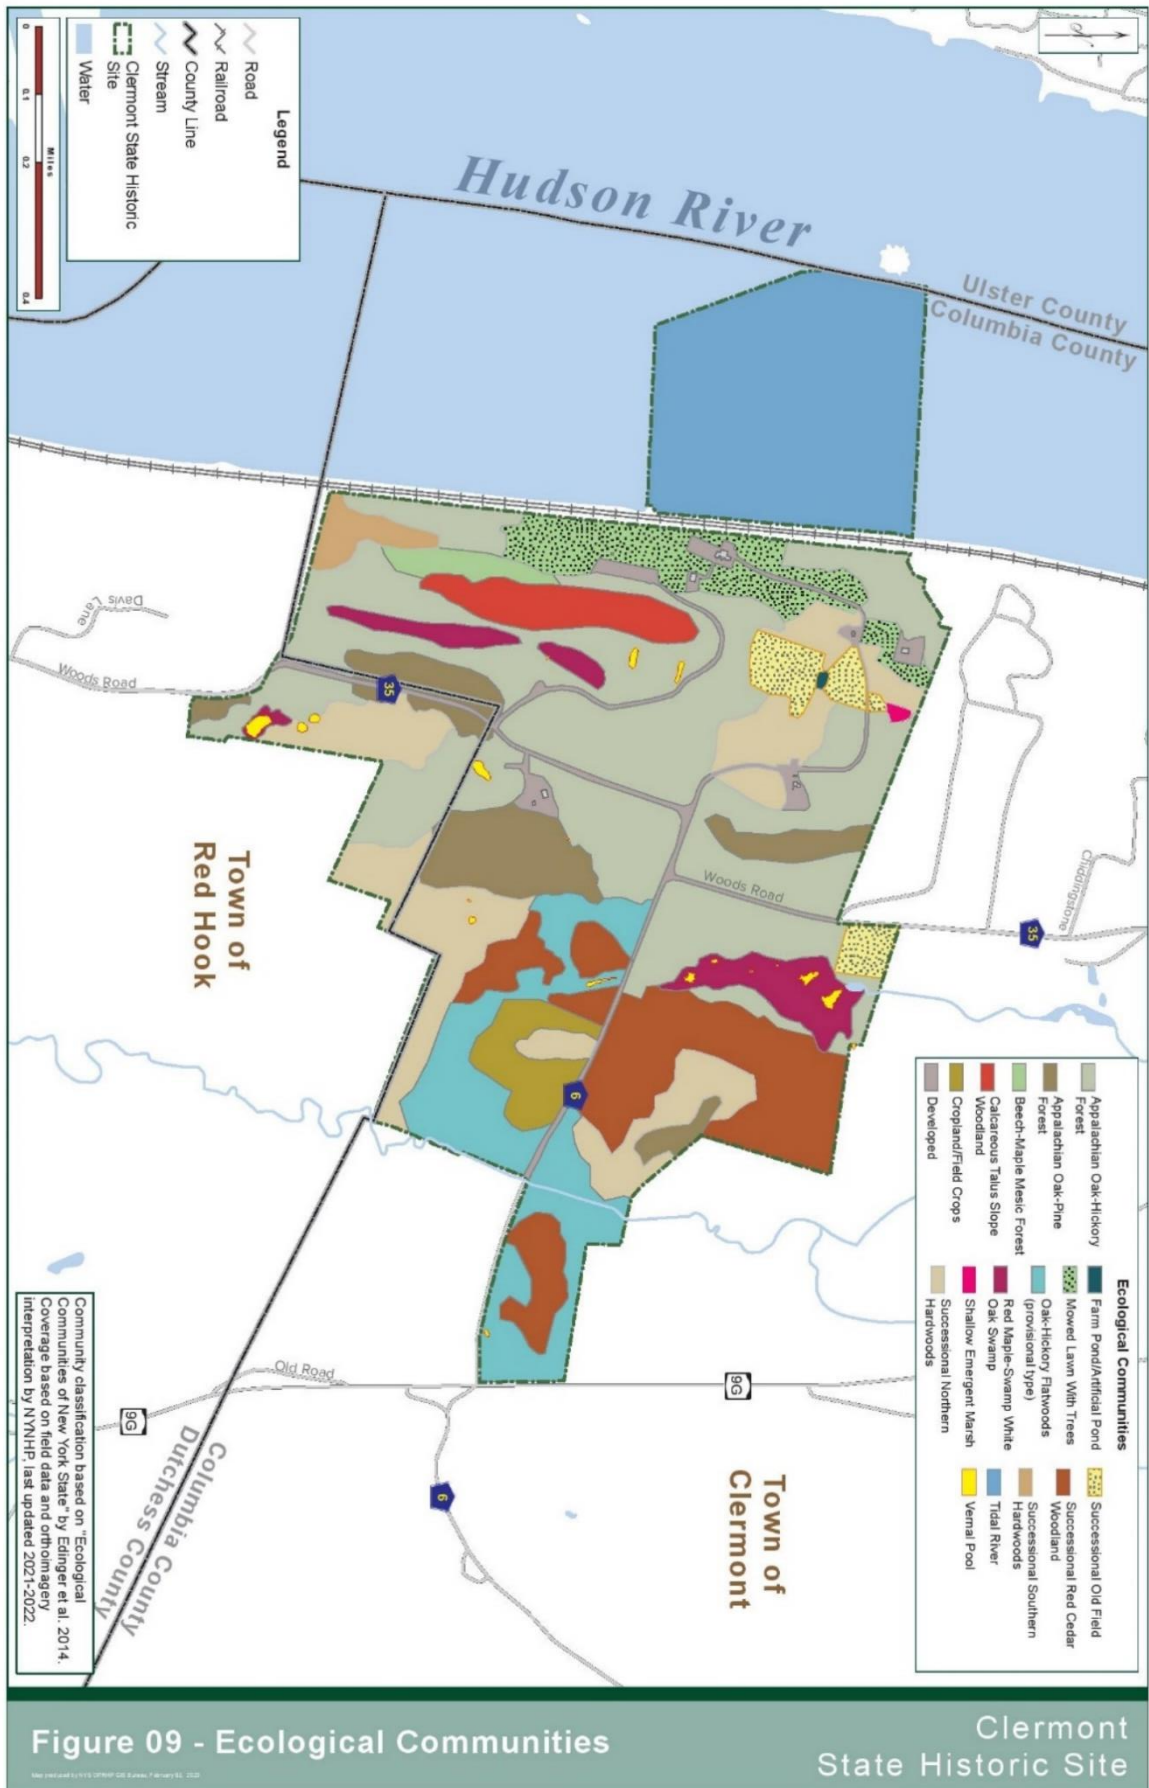 Hudson River
Ulster County
Columbia County
Legend
Road
Railroad
County Line
Stream
Clermont State Historic
Site
Water
0
0.1
0.2
0.4
Miles
Davis
Lane
Woods Road
35
Town of
Red Hook
Woods Road
Chiddingstone
35
6
Old Road
9G
9G
6
Town of
Clermont
Columbia County
Dutchess County
Ecological Communities
Appalachian Oak-Hickory
Forest
Appalachian Oak-Pine
Forest
Beech-Maple Mesic Forest
Calcareous Talus Slope
Woodland
Cropland/Field Crops
Developed
Farm Pond/Artificial Pond
Mowed Lawn With Trees
Oak-Hickory Flatwoods
(provisional type)
Red Maple-Swamp White
Oak Swamp
Shallow Emergent Marsh
Successional Northern
Hardwoods
Successional Old Field
Successional Red Cedar
Woodland
Successional Southern
Hardwoods
Tidal River
Vernal Pool
Community classification based on "Ecological
Communities of New York State" by Edinger et al. 2014.
Coverage based on field data and orthoimagery
interpretation by NYNHP, last updated 2021-2022.
Figure 09 - Ecological Communities
Clermont
State Historic Site